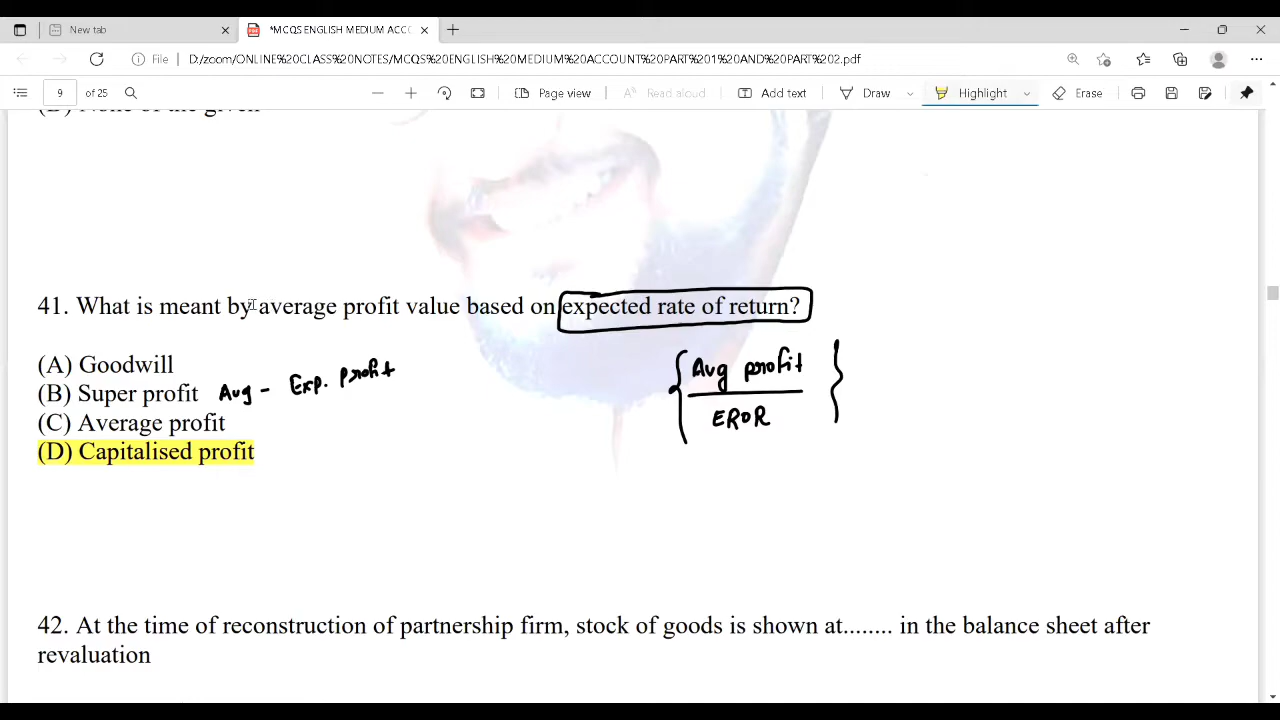 New tab
*MCQS ENGLISH MEDIUM ACCO
File
D:/zoom/ONLINE%20CLASS%20NOTES/MCQS%20ENGLISH%20MEDIUM%20ACCOUNT%20PART%201%20AND%20PART%202.pdf
9 of 25
Page view
Read aloud
Add text
Draw
Highlight
Erase
41. What is meant by average profit value based on expected rate of return?
(A) Goodwill
(B) Super profit Avg - Exp. Profit
(C) Average profit
(D) Capitalised profit
{ Avg profit }
EROR
42. At the time of reconstruction of partnership firm, stock of goods is shown at........ in the balance sheet after
revaluation